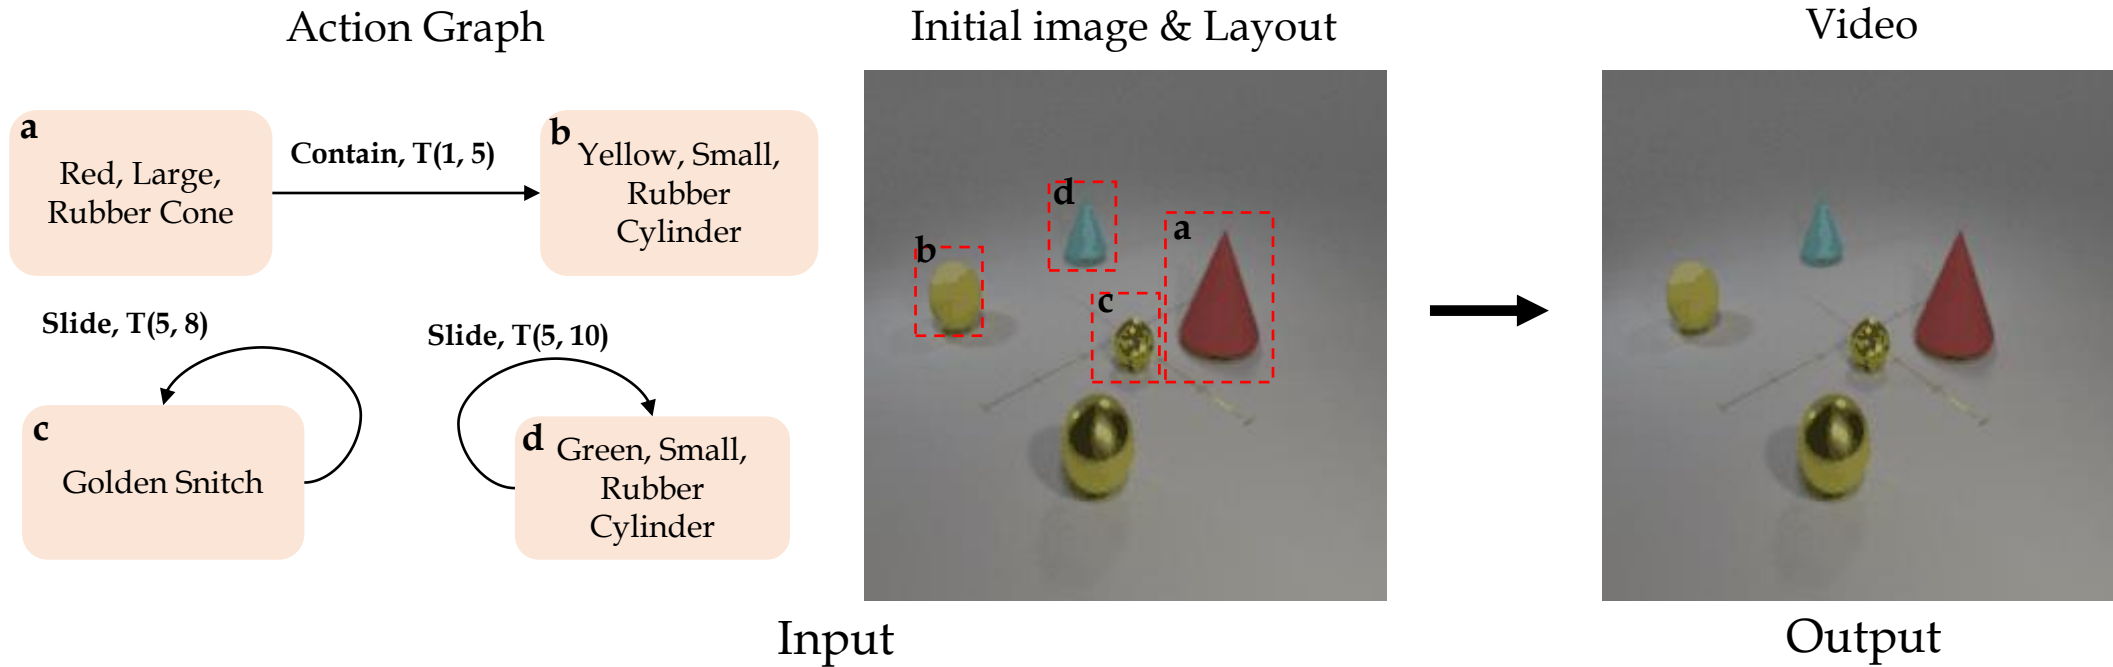 Action Graph
Initial image & Layout
Video
a
Red, Large,
Rubber Cone
Contain, T(1, 5)
b
Yellow, Small,
Rubber
Cylinder
Slide, T(5, 8)
c
Golden Snitch
Slide, T(5, 10)
d
Green, Small,
Rubber
Cylinder
d
a
b
c
Input
Output